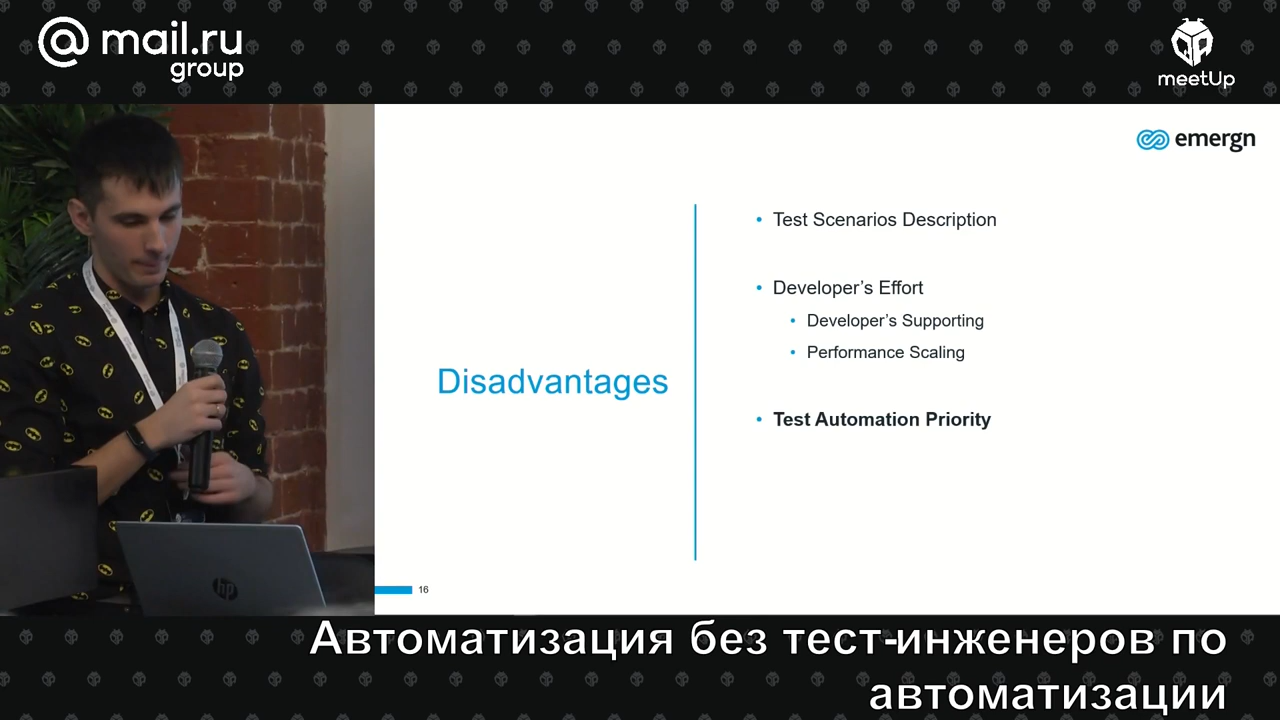 @mail.ru
group
meetUp
emergn
Test Scenarios Description
Developer’s Effort
Developer’s Supporting
Performance Scaling
Disadvantages
Test Automation Priority
16
hp
Автоматизация без тест-инженеров по
автоматизации